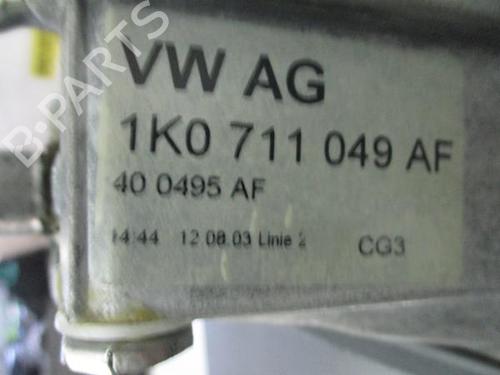 VW AG
1K0 711 049 AF
40 0495 AF
14:44 12 08.03 Linie 2 CG3
B-PARTS